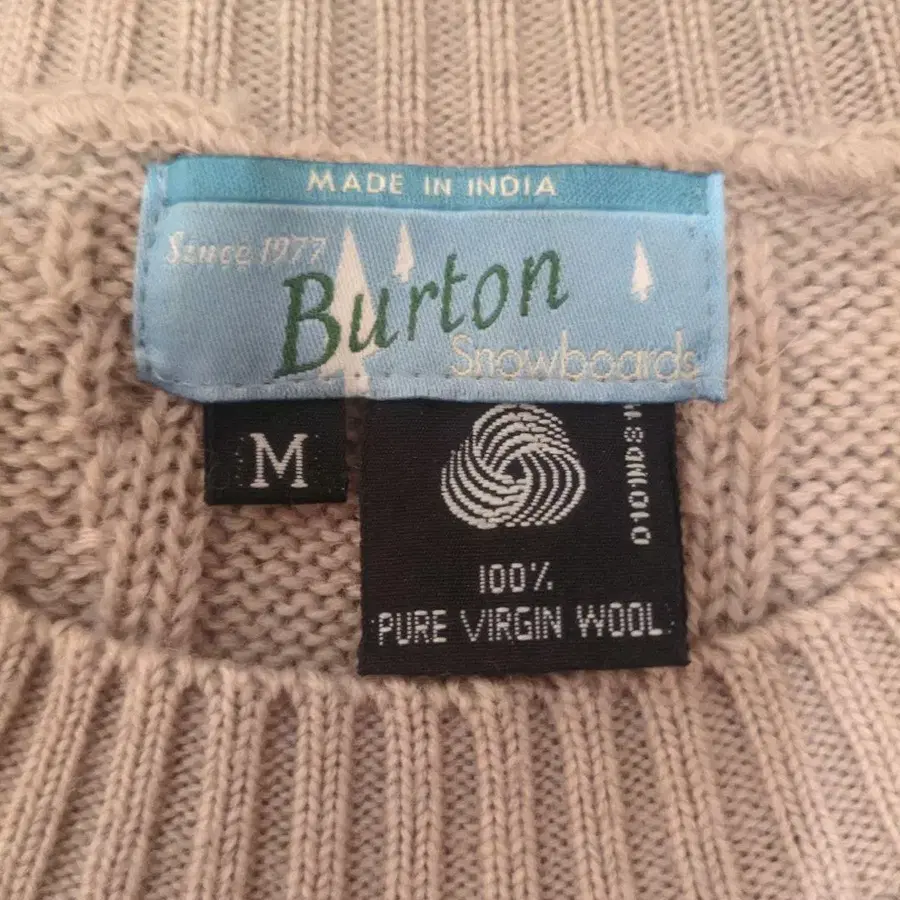 MADE IN INDIA
Since 1977
Burton
Snowboards
M
100%
PURE VIRGIN WOOL